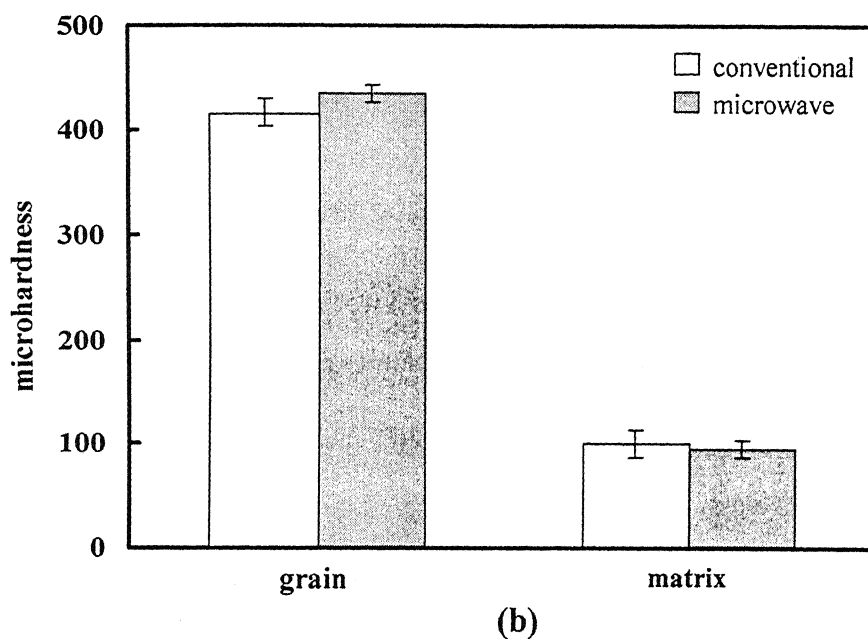 500
400
300
200
100
0
microhardness
conventional
microwave
grain
matrix
(b)